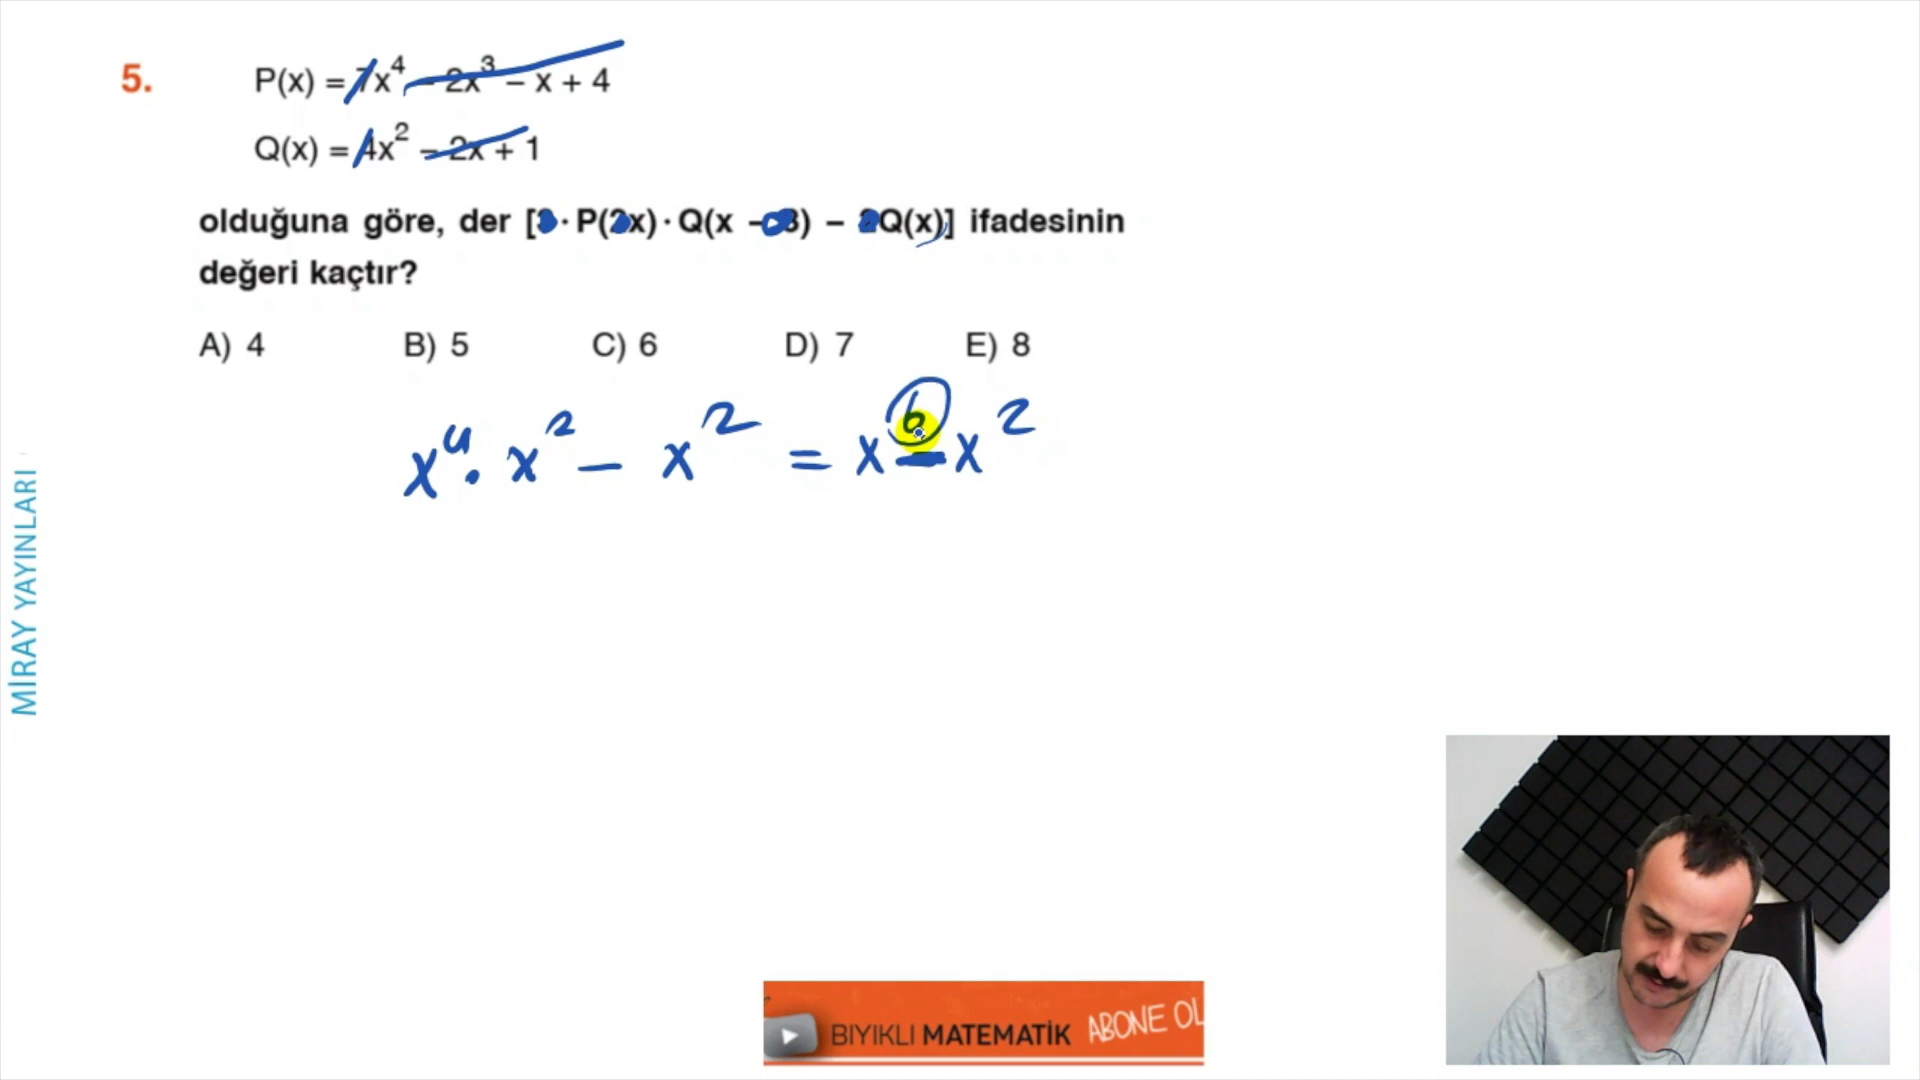 5.
P(x) = 7x⁴ – 2x³ – x + 4
Q(x) = 4x² – 2x + 1
olduğuna göre, der [3 · P(2x) · Q(x – 3) – 2Q(x)] ifadesinin
değeri kaçtır?
A) 4 B) 5 C) 6 D) 7 E) 8
x⁴ · x² – x² = x⁶ – x²
MİRAY YAYINLARI
BIYIKLI MATEMATİK ABONE OL